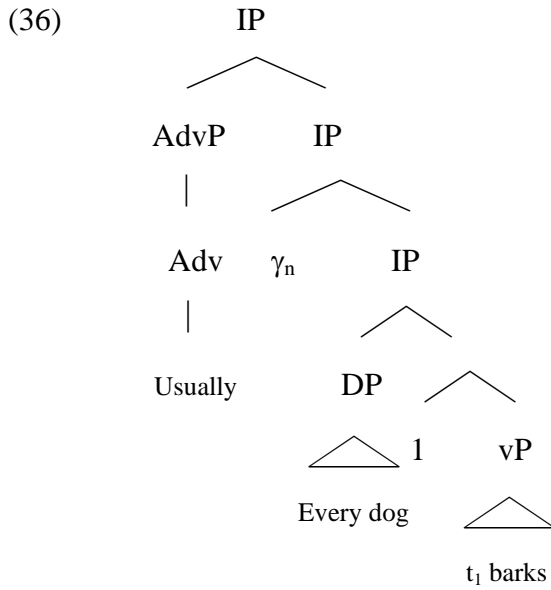 (36) IP
AdvP IP
Adv γₙ IP
Usually DP
1 vP
Every dog
t₁ barks